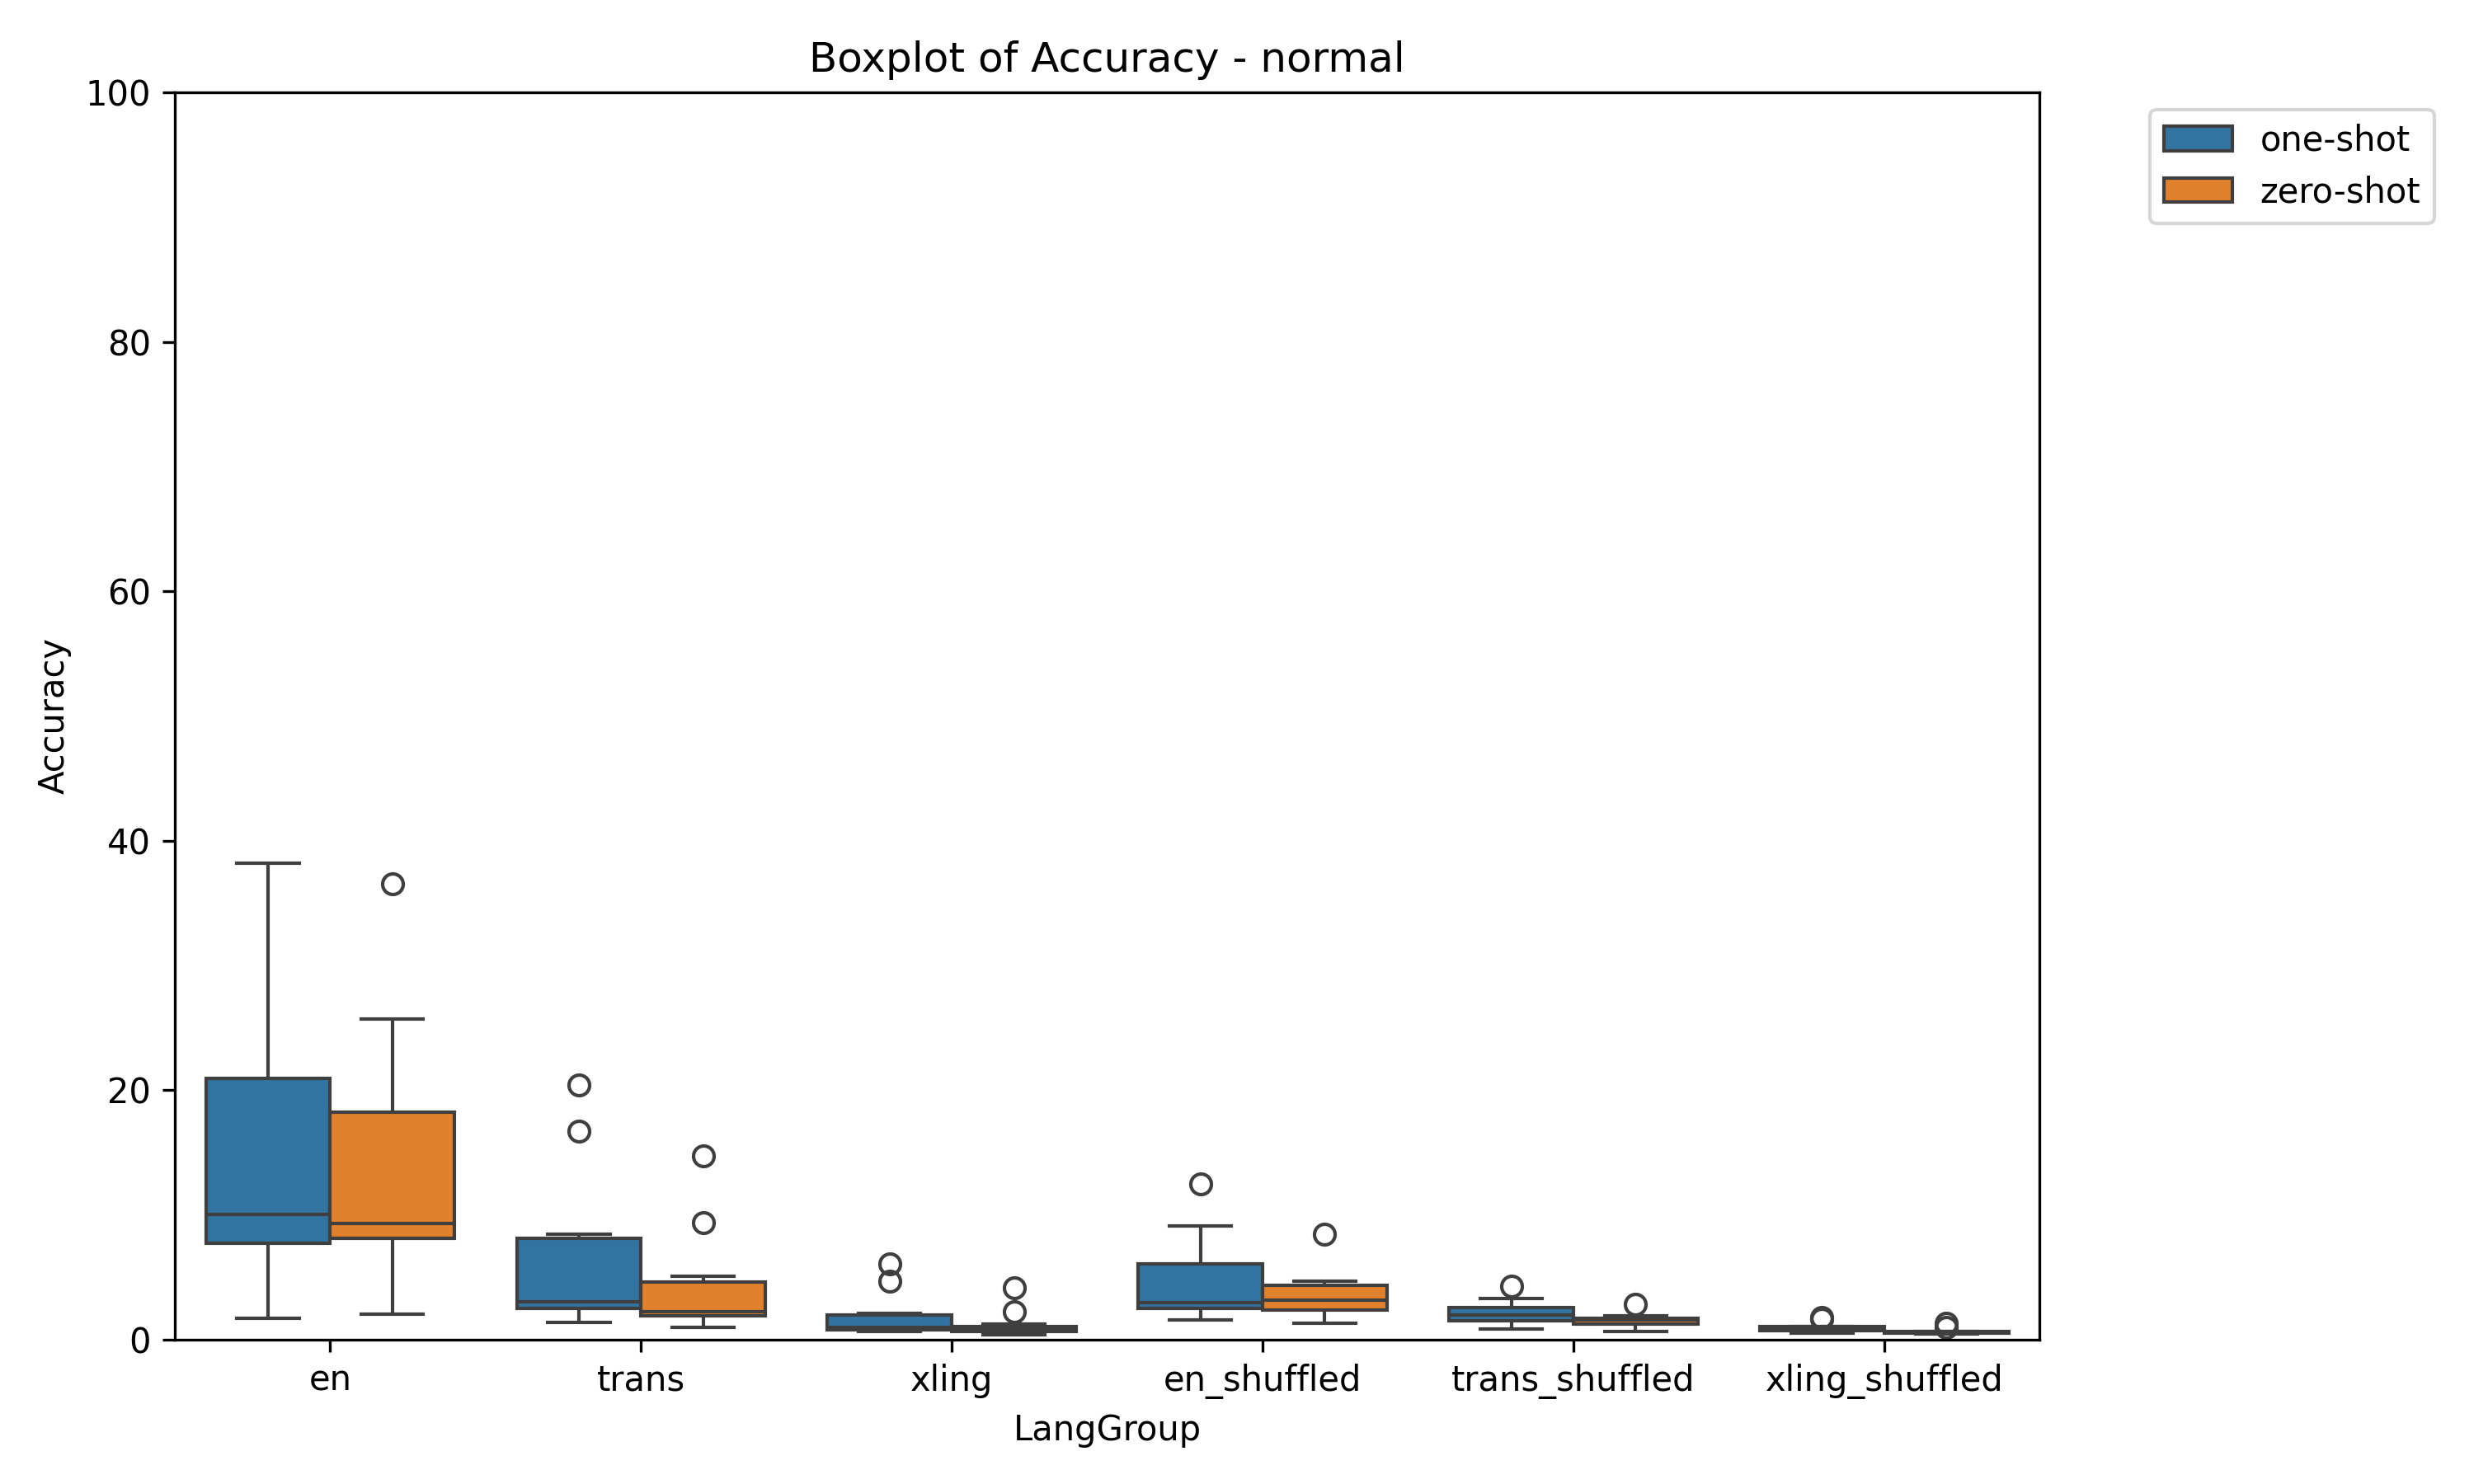 Boxplot of Accuracy - normal
one-shot
zero-shot
Accuracy
100
80
60
40
20
0
en
trans
xling
en_shuffled
trans_shuffled
xling_shuffled
LangGroup